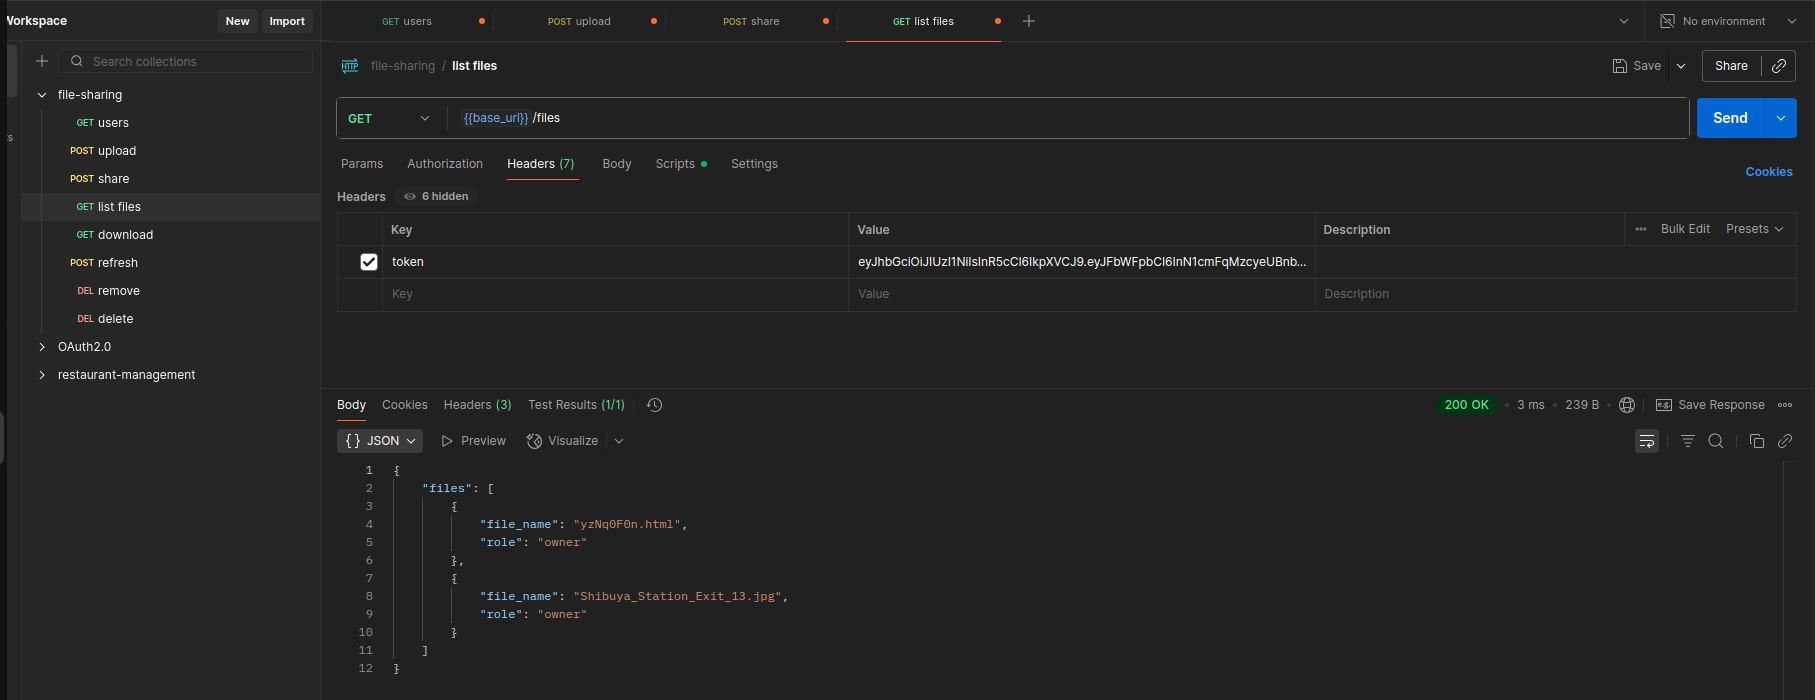 Workspace
New
Import
GET users
POST upload
POST share
GET list files
No environment
Search collections
file-sharing
GET users
POST upload
POST share
GET list files
GET download
POST refresh
DEL remove
DEL delete
OAuth2.0
restaurant-management
HTTP file-sharing / list files
Save
Share
GET
{{base_url}} /files
Send
Params Authorization Headers (7) Body Scripts Settings
Cookies
Headers 6 hidden
Key Value Description Bulk Edit Presets
token
Key Value Description
Body Cookies Headers (3) Test Results (1/1)
200 OK • 3 ms • 239 B
e.g. Save Response
{} JSON Preview Visualize
1 {
2 "files": [
3 {
4 "file_name": "yzNq0F0n.html",
5 "role": "owner"
6 },
7 {
8 "file_name": "Shibuya_Station_Exit_13.jpg",
9 "role": "owner"
10 }
11 ]
12 }